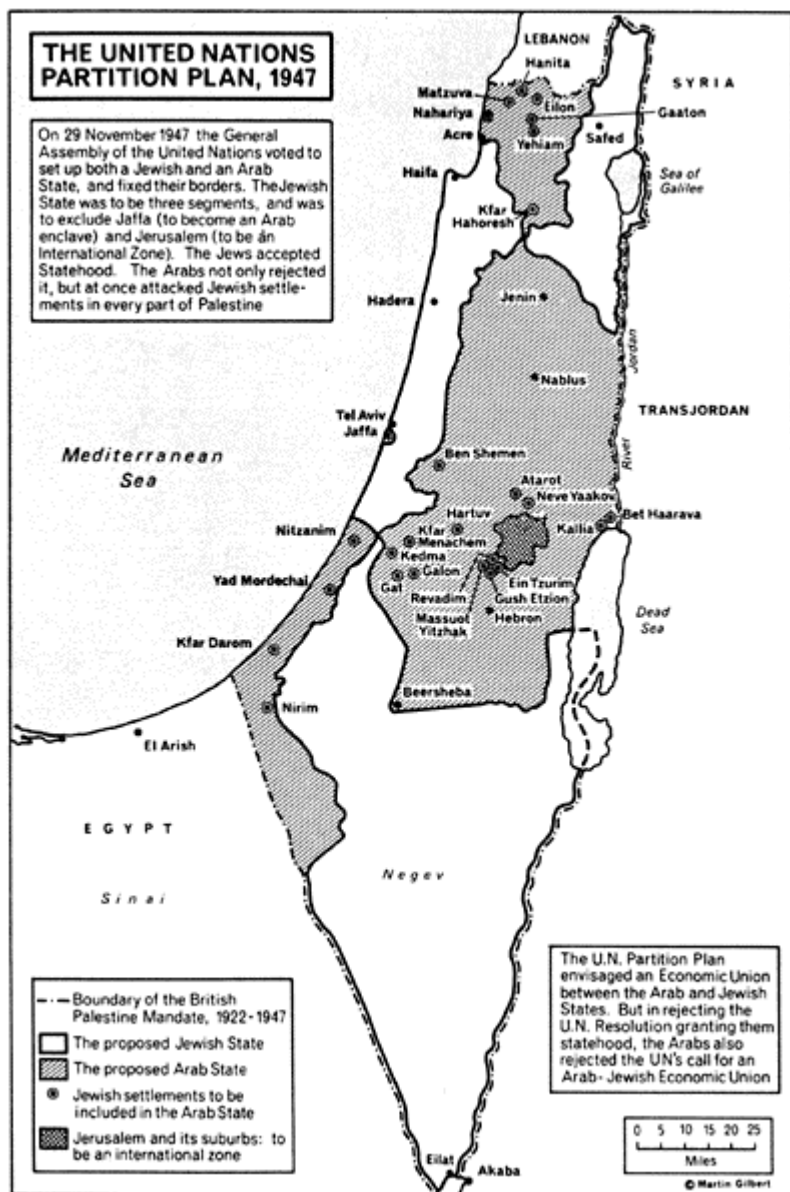 THE UNITED NATIONS
PARTITION PLAN, 1947
On 29 November 1947 the General
Assembly of the United Nations voted to
set up both a Jewish and an Arab
State, and fixed their borders. The Jewish
State was to be three segments, and was
to exclude Jaffa (to become an Arab
enclave) and Jerusalem (to be án
International Zone). The Jews accepted
Statehood. The Arabs not only rejected
it, but at once attacked Jewish settle-
ments in every part of Palestine
LEBANON
Hanita
SYRIA
Matzuva
Eilon
Nahariya
Gaaton
Acre
Yehiam
Safed
Haifa
Sea of
Galilee
Kfar
Hahoresh
Hadera
Jenin
Jordan
Nablus
TRANSJORDAN
Tel Aviv
Jaffa
River
Mediterranean
Sea
Ben Shemen
Atarot
Neve Yaakov
Hartuv
Bet Haarava
Kallia
Nitzanim
Kfar
Menachem
Kedma
Galon
Gat
Yad Mordechai
Revadim
Ein Tzurim
Gush Etzion
Massuot
Yitzhak
Hebron
Dead
Sea
Kfar Darom
Beersheba
Nirim
El Arish
EGYPT
Sinai
Negev
Boundary of the British
Palestine Mandate, 1922-1947
The proposed Jewish State
The proposed Arab State
Jewish settlements to be
included in the Arab State
Jerusalem and its suburbs: to
be an international zone
The U.N. Partition Plan
envisaged an Economic Union
between the Arab and Jewish
States. But in rejecting the
U.N. Resolution granting them
statehood, the Arabs also
rejected the UN's call for an
Arab-Jewish Economic Union
0 5 10 15 20 25
Miles
Eilat
Akaba
© Martin Gilbert